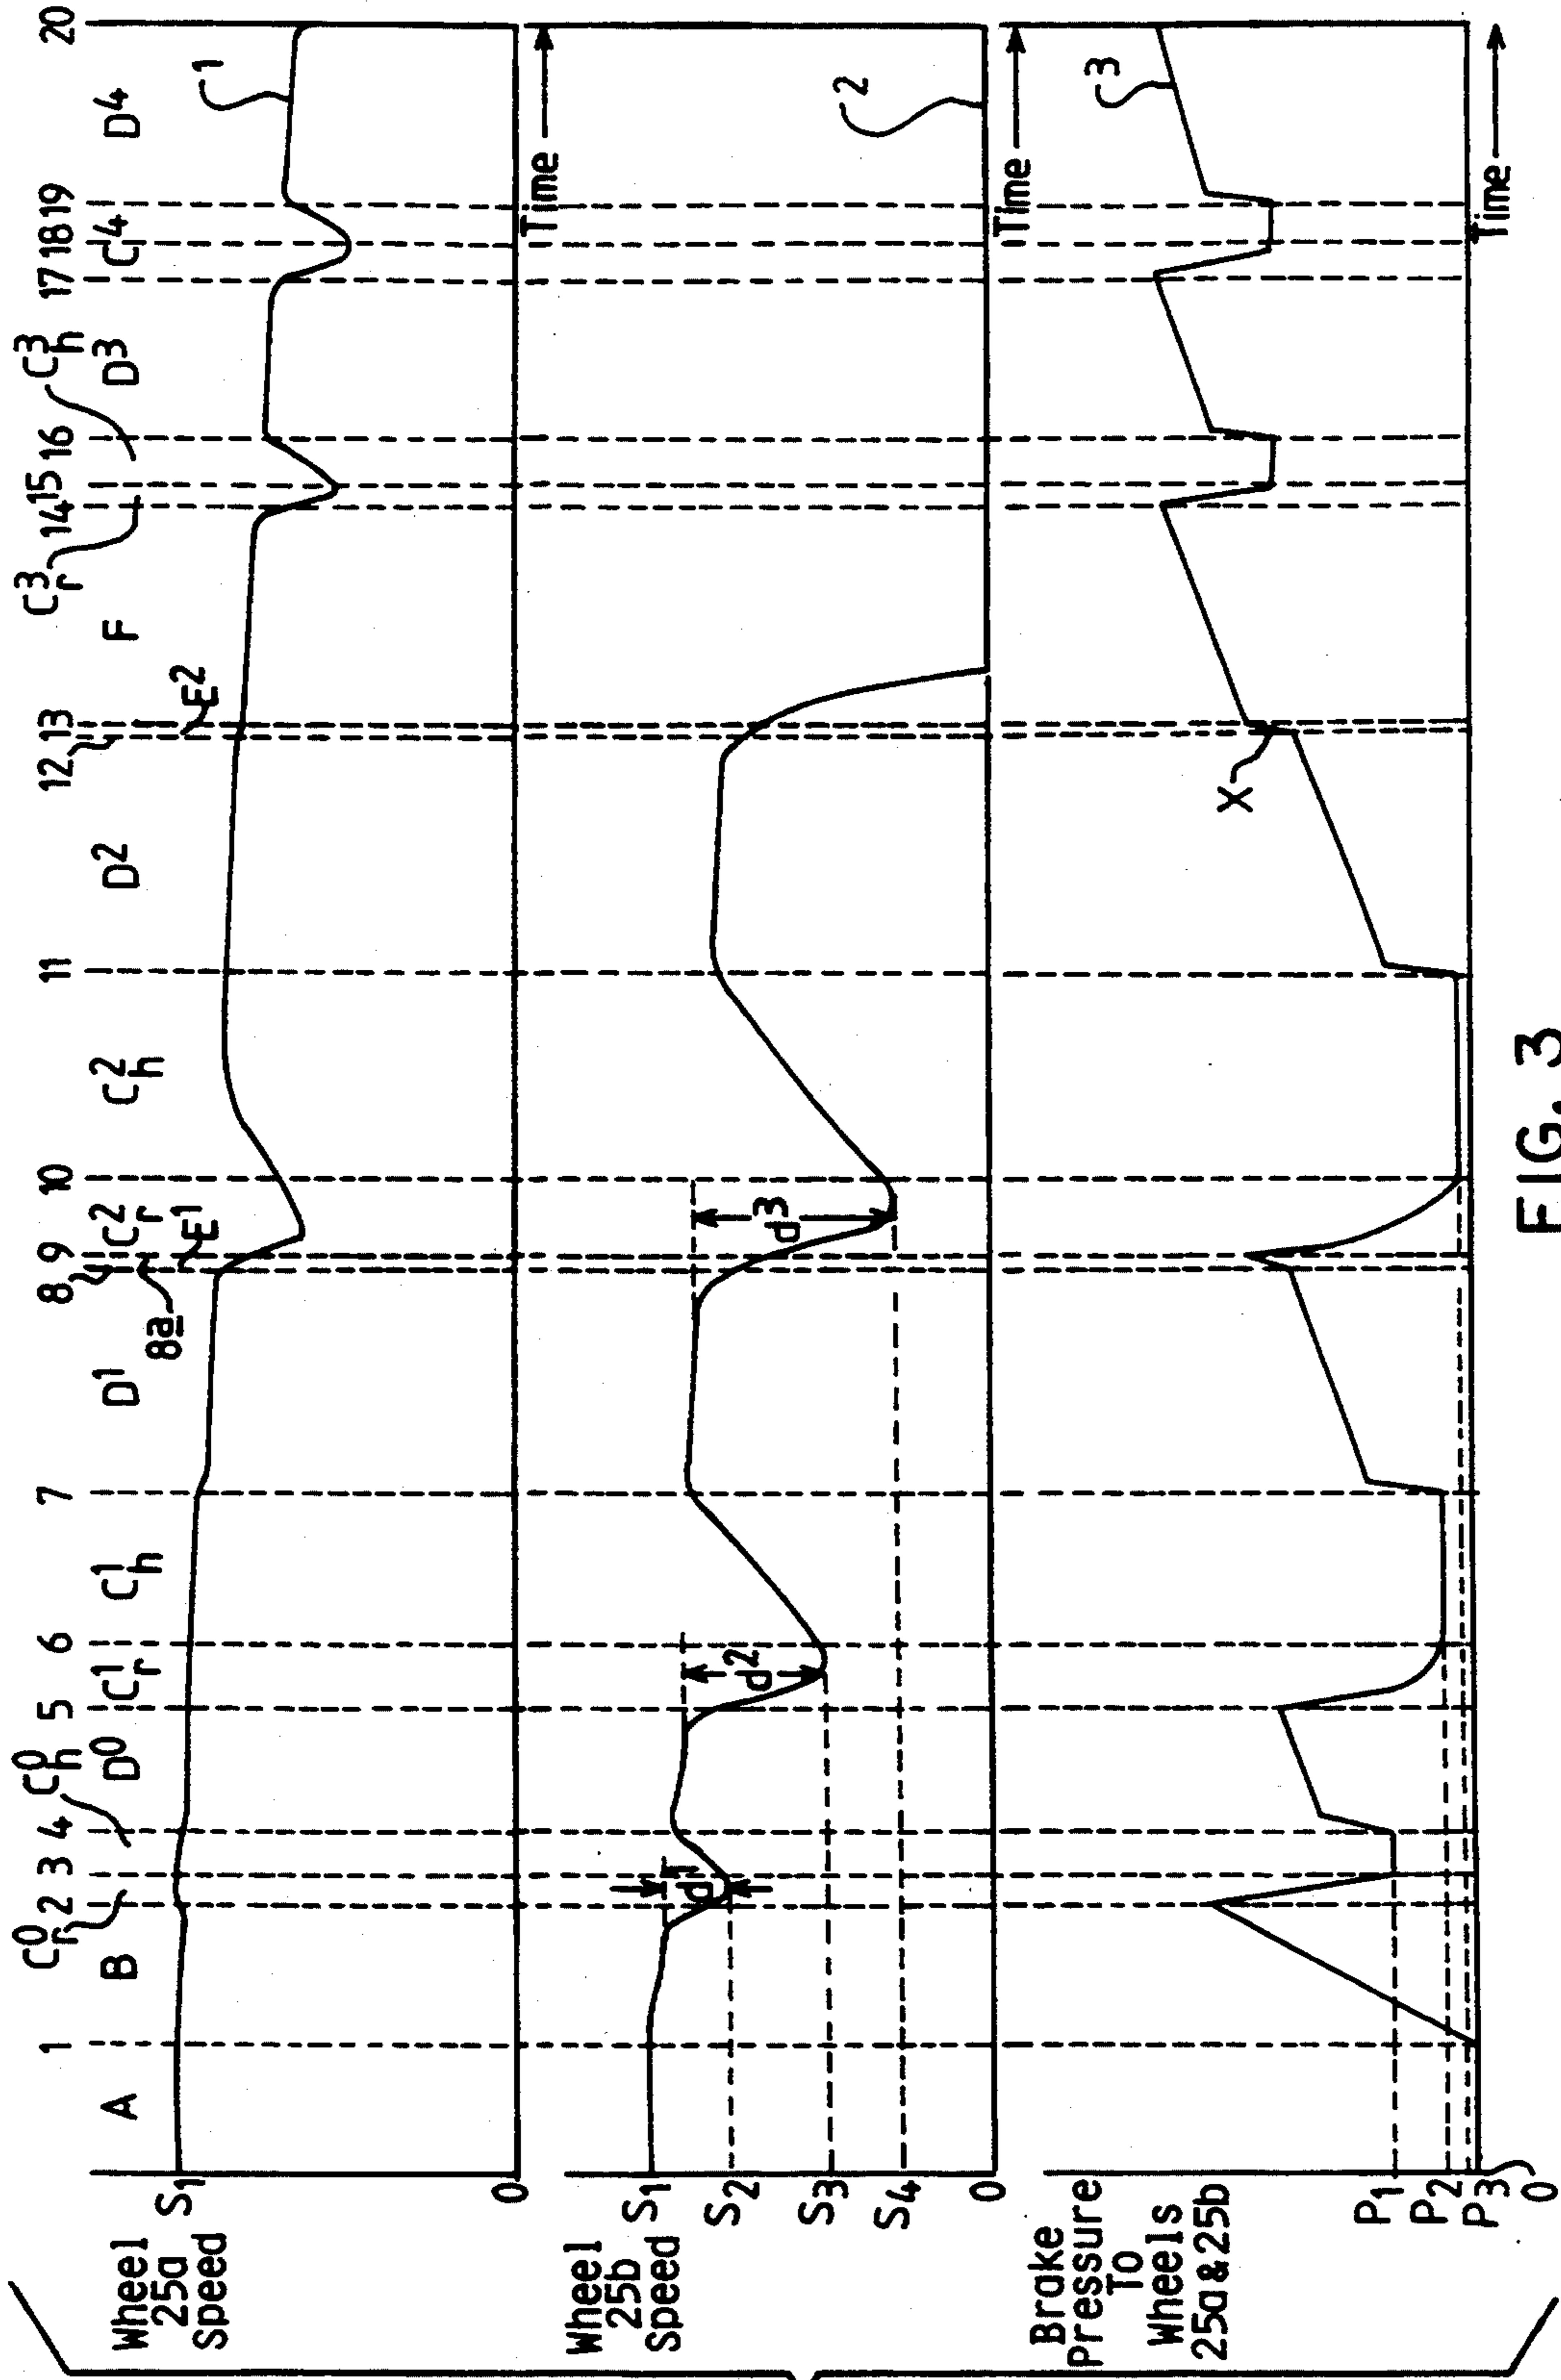 1 2 3 4 5 6 7 8 9 10 11 12 13 14 15 16 17 18 19 20
C⁰r C⁰h C³r C³h
A B D⁰ C¹r C¹h D¹ C²r C²h D² F D³ C⁴ D⁴
8a E¹ E²
Wheel
25a
Speed
S₁
0
1
Time
Wheel
25b
Speed
S₁
S₂
S₃
S₄
0
d¹
d²
d³
2
Time
Brake
Pressure
To
Wheels
25a & 25b
P₁
P₂
P₃
0
X
3
Time
FIG. 3